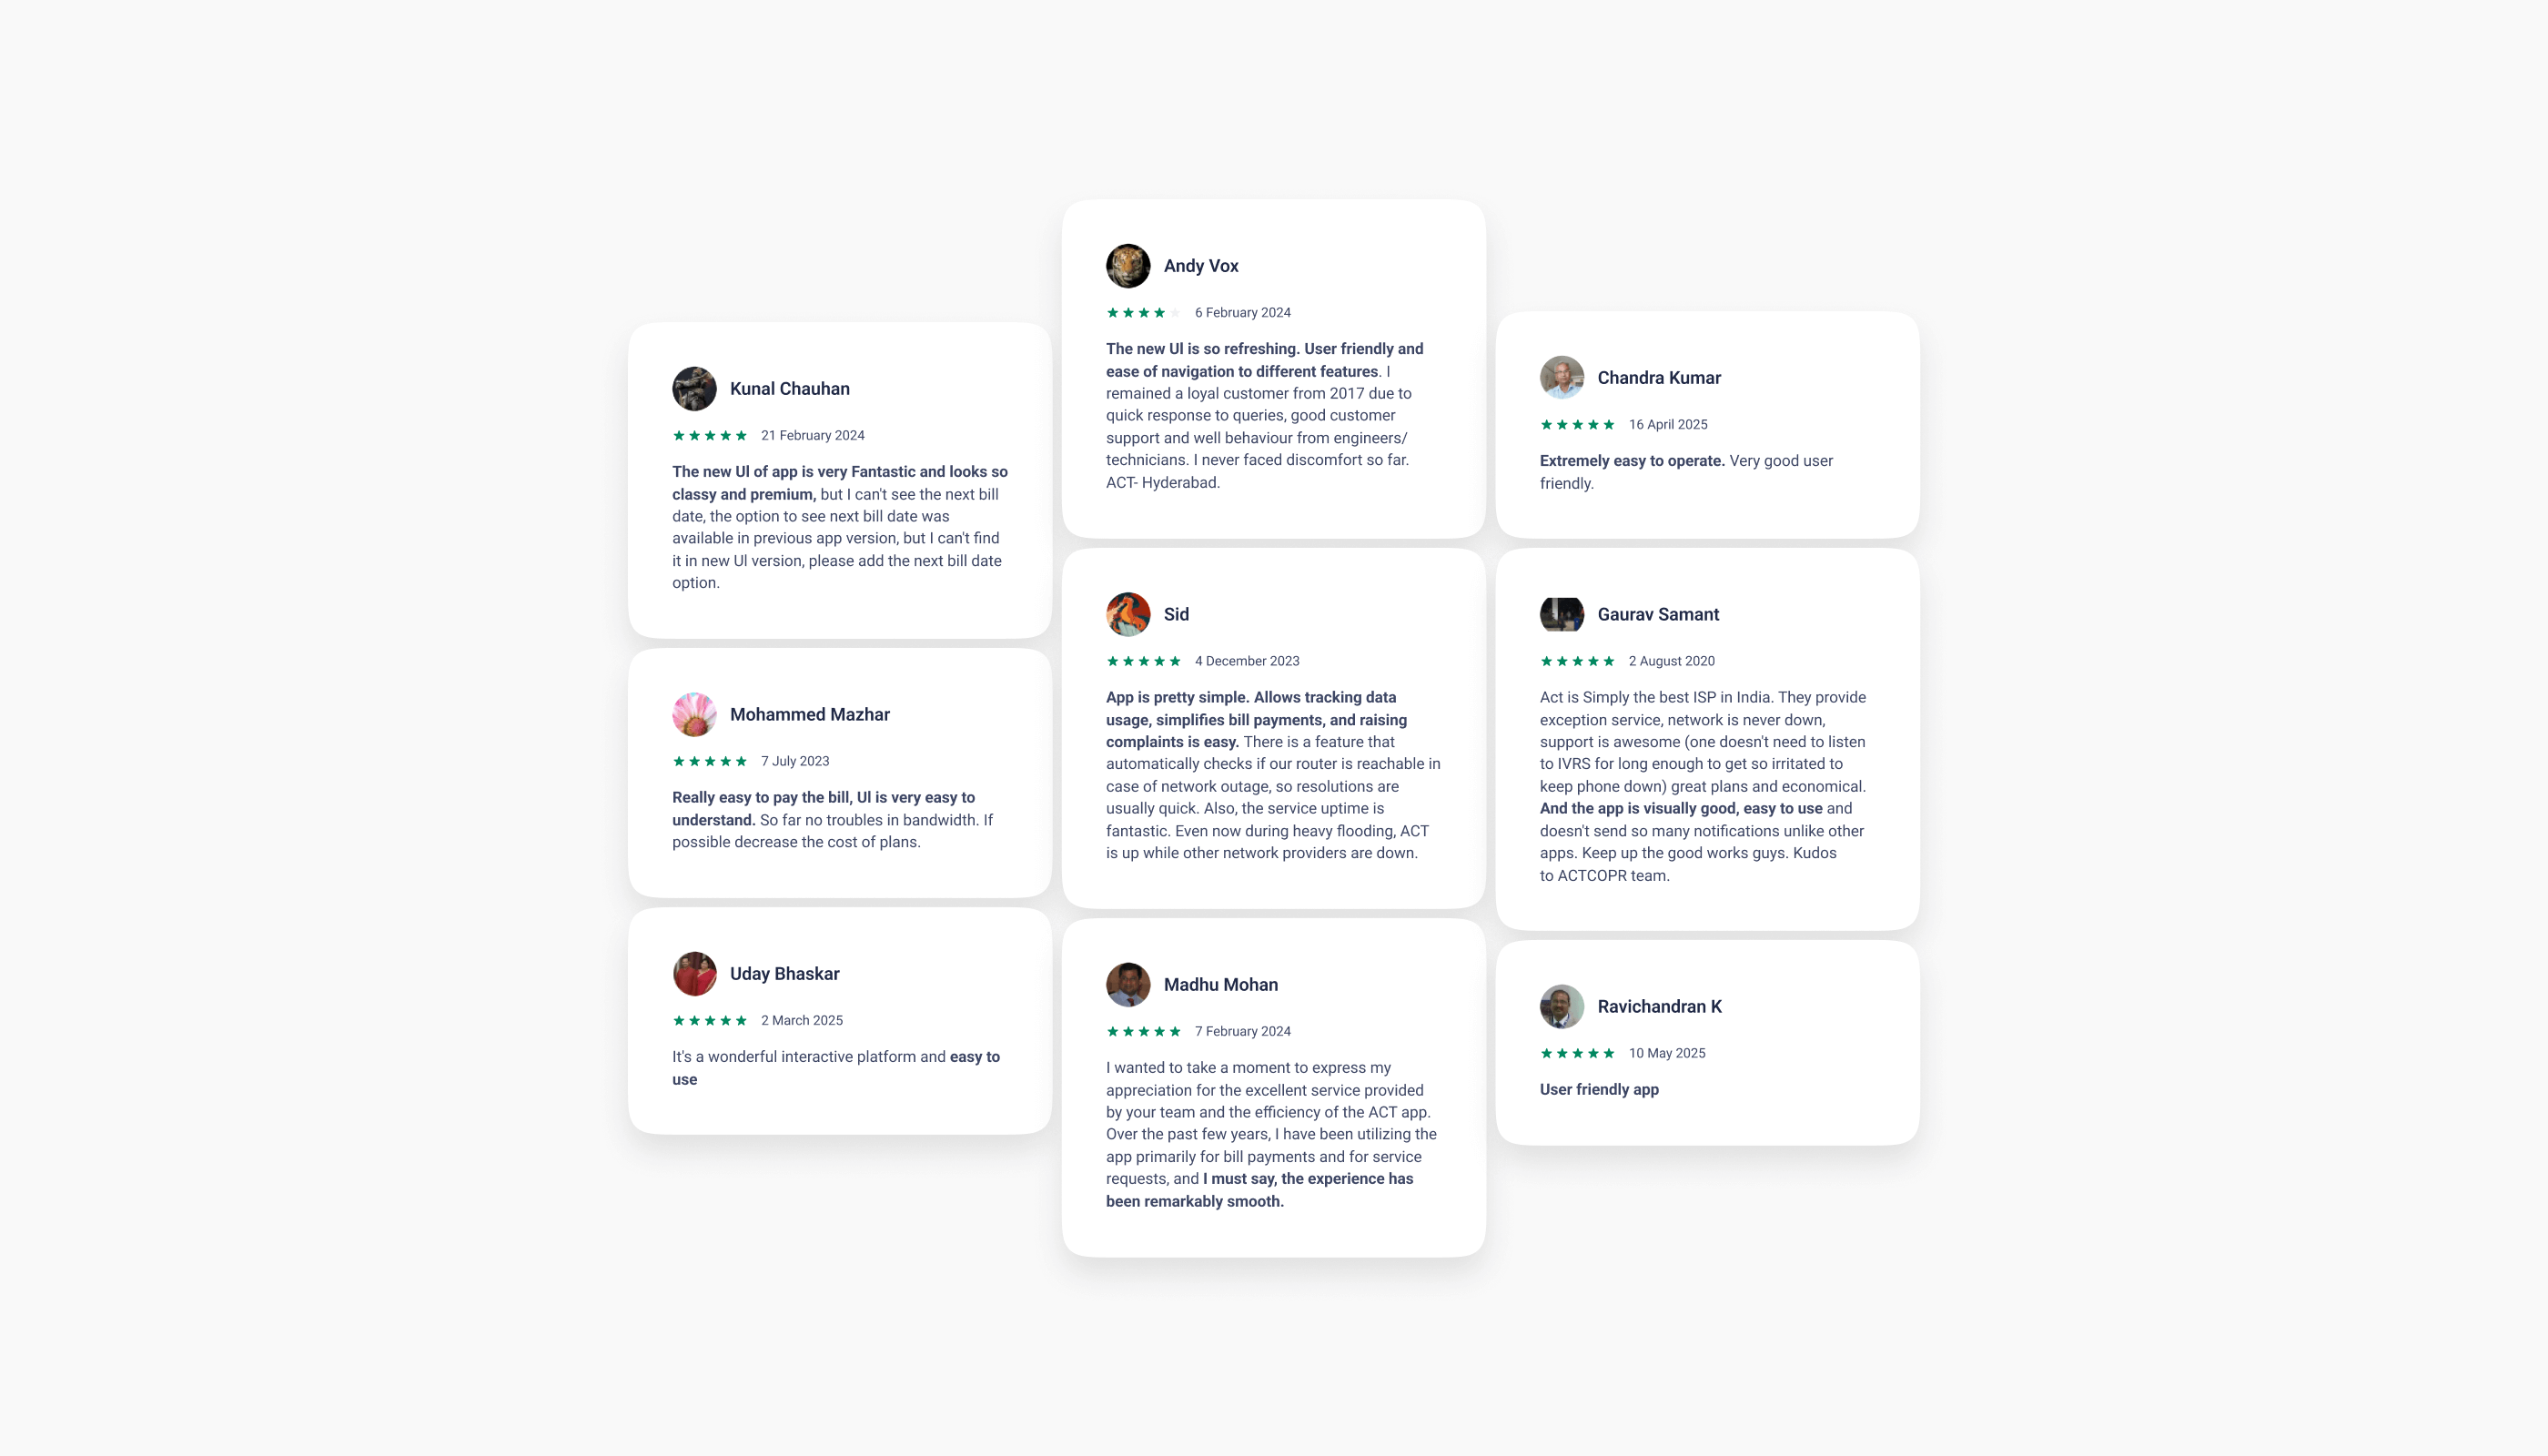 Kunal Chauhan
21 February 2024
The new UI of app is very Fantastic and looks so
classy and premium, but I can't see the next bill
date, the option to see next bill date was
available in previous app version, but I can't find
it in new UI version, please add the next bill date
option.
Mohammed Mazhar
7 July 2023
Really easy to pay the bill, UI is very easy to
understand. So far no troubles in bandwidth. If
possible decrease the cost of plans.
Uday Bhaskar
2 March 2025
It's a wonderful interactive platform and easy to
use
Andy Vox
6 February 2024
The new UI is so refreshing. User friendly and
ease of navigation to different features. I
remained a loyal customer from 2017 due to
quick response to queries, good customer
support and well behaviour from engineers/
technicians. I never faced discomfort so far.
ACT- Hyderabad.
Sid
4 December 2023
App is pretty simple. Allows tracking data
usage, simplifies bill payments, and raising
complaints is easy. There is a feature that
automatically checks if our router is reachable in
case of network outage, so resolutions are
usually quick. Also, the service uptime is
fantastic. Even now during heavy flooding, ACT
is up while other network providers are down.
Madhu Mohan
7 February 2024
I wanted to take a moment to express my
appreciation for the excellent service provided
by your team and the efficiency of the ACT app.
Over the past few years, I have been utilizing the
app primarily for bill payments and for service
requests, and I must say, the experience has
been remarkably smooth.
Chandra Kumar
16 April 2025
Extremely easy to operate. Very good user
friendly.
Gaurav Samant
2 August 2020
Act is Simply the best ISP in India. They provide
exception service, network is never down,
support is awesome (one doesn't need to listen
to IVRS for long enough to get so irritated to
keep phone down) great plans and economical.
And the app is visually good, easy to use and
doesn't send so many notifications unlike other
apps. Keep up the good works guys. Kudos
to ACTCOPR team.
Ravichandran K
10 May 2025
User friendly app